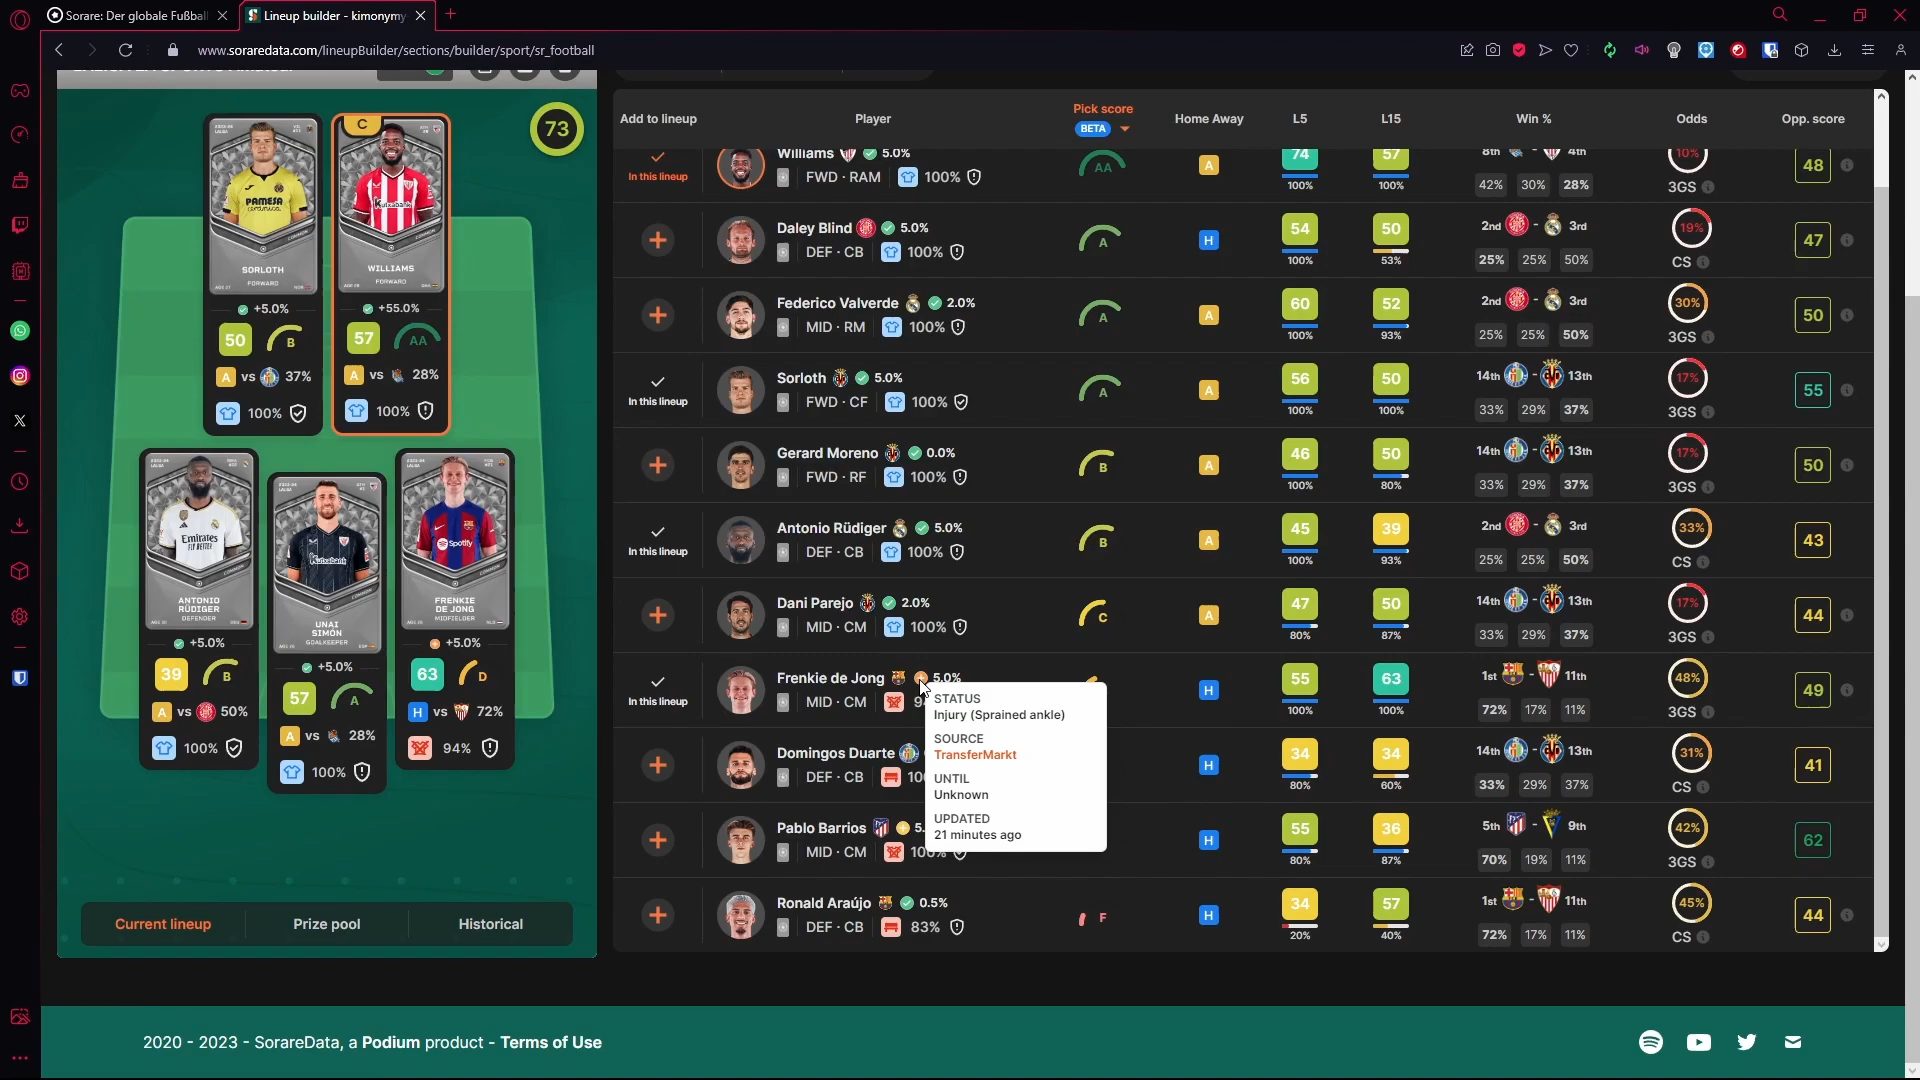 Sorare: Der globale Fußball
Lineup builder - kimonymy
www.soraredata.com/lineupBuilder/sections/builder/sport/sr_football
73
C
SORLOTH
FORWARD
+5.0%
50 B
A vs 37%
100%
WILLIAMS
FORWARD
+55.0%
57 AA
A vs 28%
100%
ANTONIO
RÜDIGER
DEFENDER
+5.0%
39 B
A vs 50%
100%
UNAI
SIMÓN
GOALKEEPER
+5.0%
57 A
A vs 28%
100%
FRENKIE
DE JONG
MIDFIELDER
+5.0%
63 D
H vs 72%
94%
Current lineup Prize pool Historical
Add to lineup Player Pick score BETA Home Away L5 L15 Win % Odds Opp. score
Williams 5.0% AA A 74 57 8th - 4th 10% 48
In this lineup FWD · RAM 100% 100% 100% 42% 30% 28% 3GS
Daley Blind 5.0% A H 54 50 2nd - 3rd 19% 47
DEF · CB 100% 100% 53% 25% 25% 50% CS
Federico Valverde 2.0% A A 60 52 2nd - 3rd 30% 50
MID · RM 100% 100% 93% 25% 25% 50% 3GS
Sorloth 5.0% A A 56 50 14th - 13th 17% 55
In this lineup FWD · CF 100% 100% 100% 33% 29% 37% 3GS
Gerard Moreno 0.0% B A 46 50 14th - 13th 17% 50
FWD · RF 100% 100% 80% 33% 29% 37% 3GS
Antonio Rüdiger 5.0% B A 45 39 2nd - 3rd 33% 43
In this lineup DEF · CB 100% 100% 93% 25% 25% 50% CS
Dani Parejo 2.0% C A 47 50 14th - 13th 17% 44
MID · CM 100% 80% 87% 33% 29% 37% 3GS
Frenkie de Jong 5.0% H 55 63 1st - 11th 48% 49
In this lineup MID · CM 100% 100% 72% 17% 11% 3GS
STATUS
Injury (Sprained ankle)
SOURCE
TransferMarkt
UNTIL
Unknown
UPDATED
21 minutes ago
Domingos Duarte H 34 34 14th - 13th 31% 41
DEF · CB 80% 60% 33% 29% 37% CS
Pablo Barrios H 55 36 5th - 9th 42% 62
MID · CM 100% 80% 87% 70% 19% 11% 3GS
Ronald Araújo 0.5% F H 34 57 1st - 11th 45% 44
DEF · CB 83% 20% 40% 72% 17% 11% CS
2020 - 2023 - SorareData, a Podium product - Terms of Use